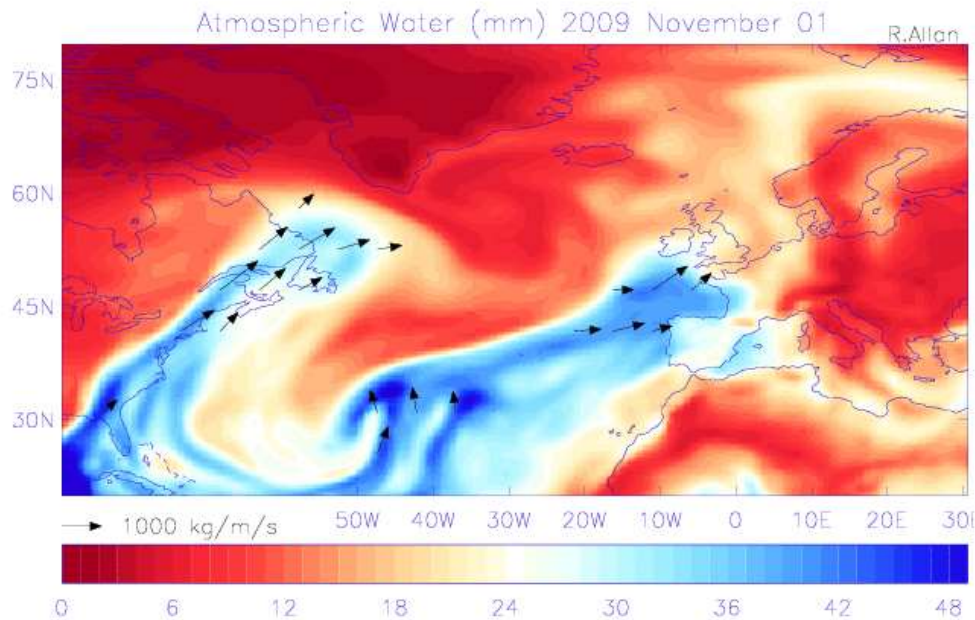 Atmospheric Water (mm) 2009 November 01
R.Allan
75N
60N
45N
30N
50W 40W 30W 20W 10W 0 10E 20E 30E
1000 kg/m/s
0 6 12 18 24 30 36 42 48